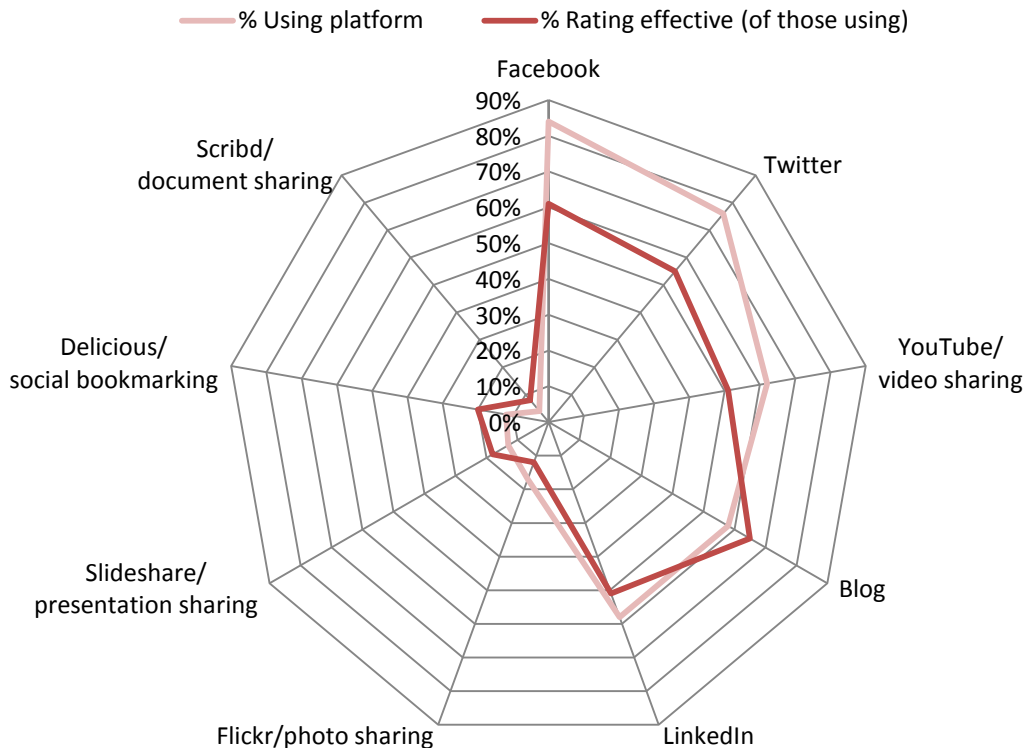 % Using platform
% Rating effective (of those using)
Facebook
90%
80%
70%
60%
50%
40%
30%
20%
10%
0%
Twitter
YouTube/
video sharing
Blog
LinkedIn
Flickr/photo sharing
Slideshare/
presentation sharing
Delicious/
social bookmarking
Scribd/
document sharing